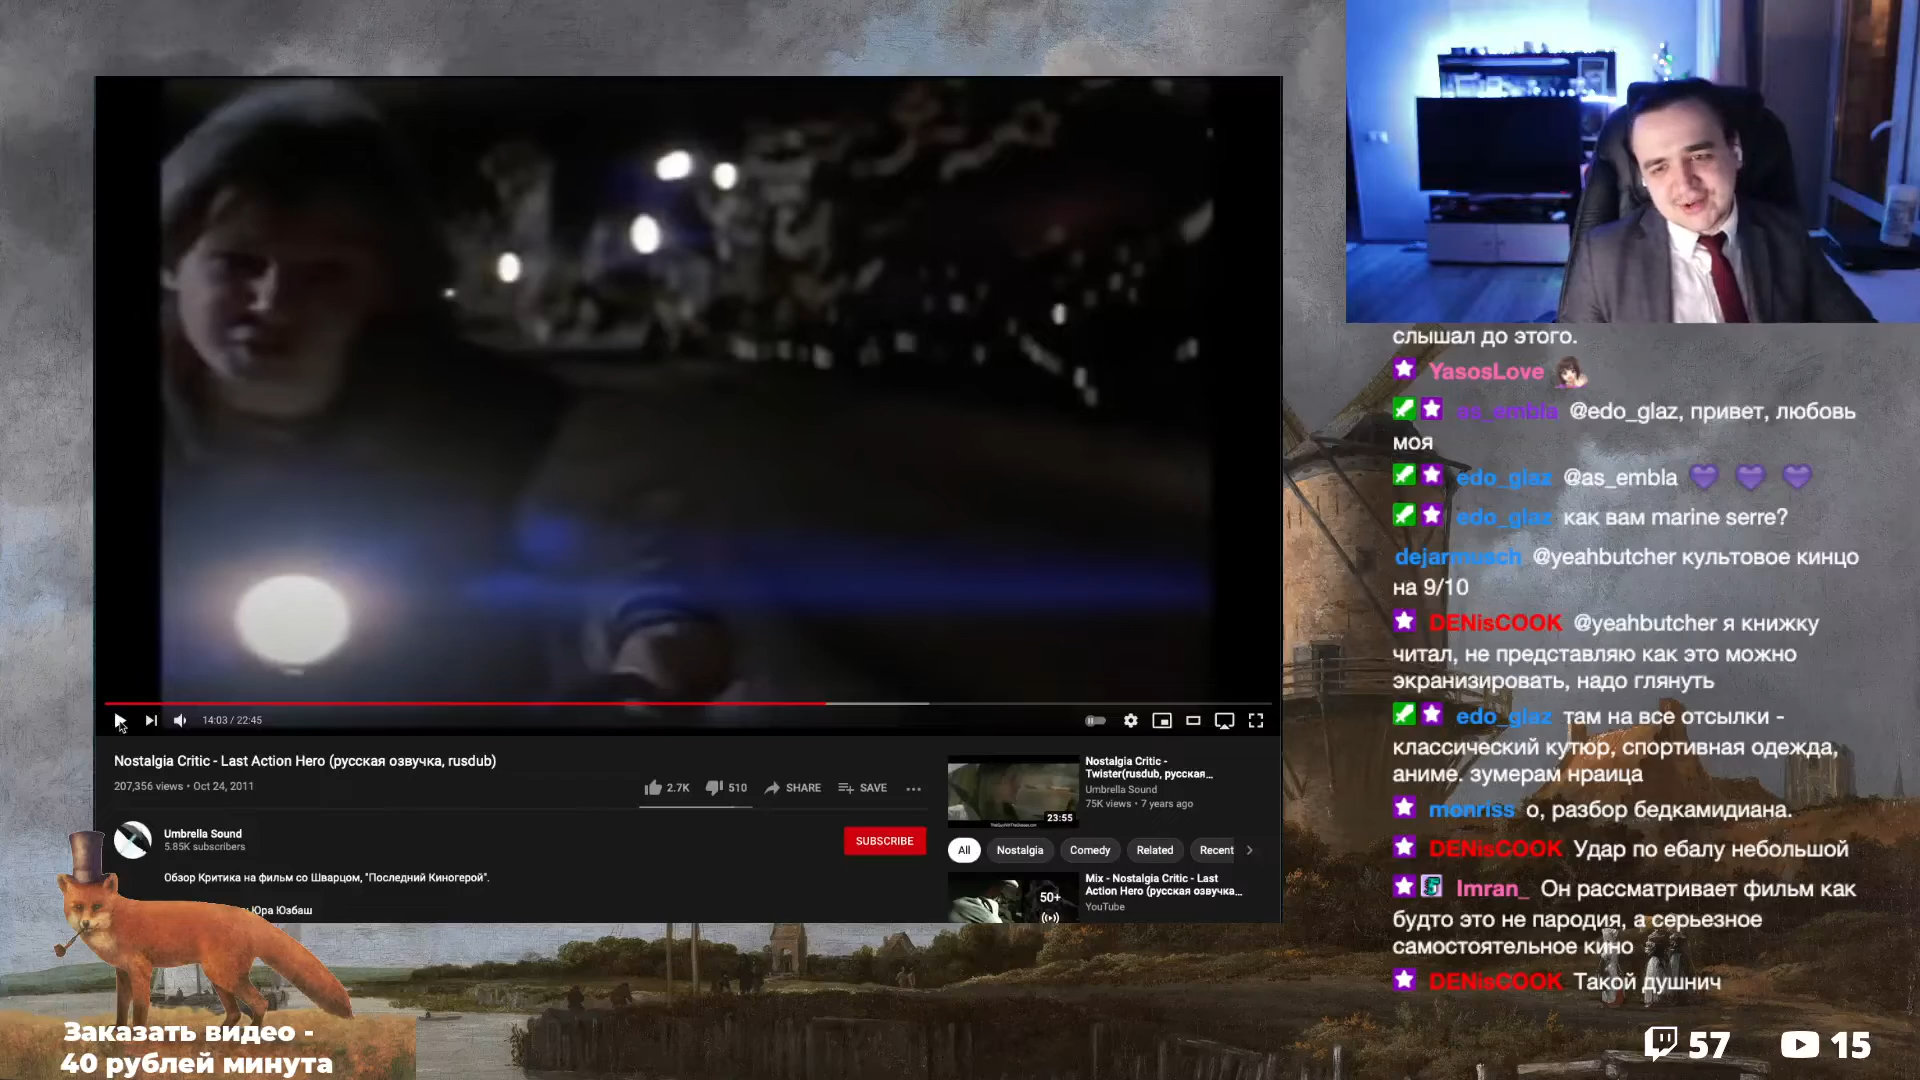 14:03 / 22:45
Nostalgia Critic - Last Action Hero (русская озвучка, rusdub)
207,356 views • Oct 24, 2011
2.7K
510
SHARE
SAVE
Umbrella Sound
5.85K subscribers
SUBSCRIBE
Обзор Критика на фильм со Шварцом, "Последний Киногерой".
Юра Юзбаш
Nostalgia Critic -
Twister(rusdub, русская...
Umbrella Sound
75K views • 7 years ago
23:55
All
Nostalgia
Comedy
Related
Recent
Mix - Nostalgia Critic - Last
Action Hero (русская озвучка...
YouTube
50+
Заказать видео -
40 рублей минута
слышал до этого.
YasosLove
as_embla @edo_glaz, привет, любовь
моя
edo_glaz @as_embla
edo_glaz как вам marine serre?
dejarmusch @yeahbutcher культовое кинцо
на 9/10
DENisCOOK @yeahbutcher я книжку
читал, не представляю как это можно
экранизировать, надо глянуть
edo_glaz там на все отсылки -
классический кутюр, спортивная одежда,
аниме. зумерам нраица
monriss о, разбор бедкамидиана.
DENisCOOK Удар по ебалу небольшой
Imran_ Он рассматривает фильм как
будто это не пародия, а серьезное
самостоятельное кино
DENisCOOK Такой душнич
57
15